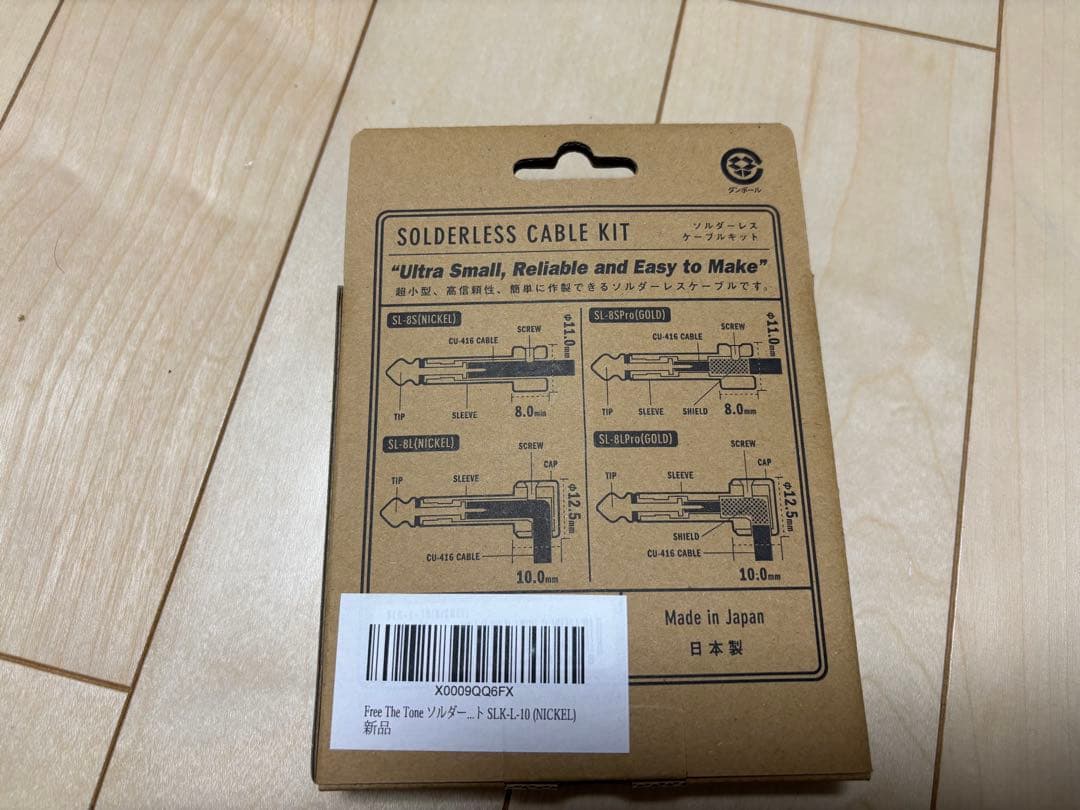 ダンボール
SOLDERLESS CABLE KIT
ソルダーレス
ケーブルキット
“Ultra Small, Reliable and Easy to Make”
超小型、高信頼性、簡単に作製できるソルダーレスケーブルです。
SL-8S(NICKEL)
SCREW
CU-416 CABLE
φ11.0mm
TIP
SLEEVE
8.0mm
SL-8SPro(GOLD)
SCREW
CU-416 CABLE
φ11.0mm
TIP
SLEEVE
SHIELD
8.0mm
SL-8L(NICKEL)
SCREW
CAP
TIP
SLEEVE
φ12.5mm
CU-416 CABLE
10.0mm
SL-8LPro(GOLD)
SCREW
CAP
TIP
SLEEVE
φ12.5mm
SHIELD
CU-416 CABLE
10.0mm
Made in Japan
日本製
X0009QQ6FX
Free The Tone ソルダー...ト SLK-L-10 (NICKEL)
新品